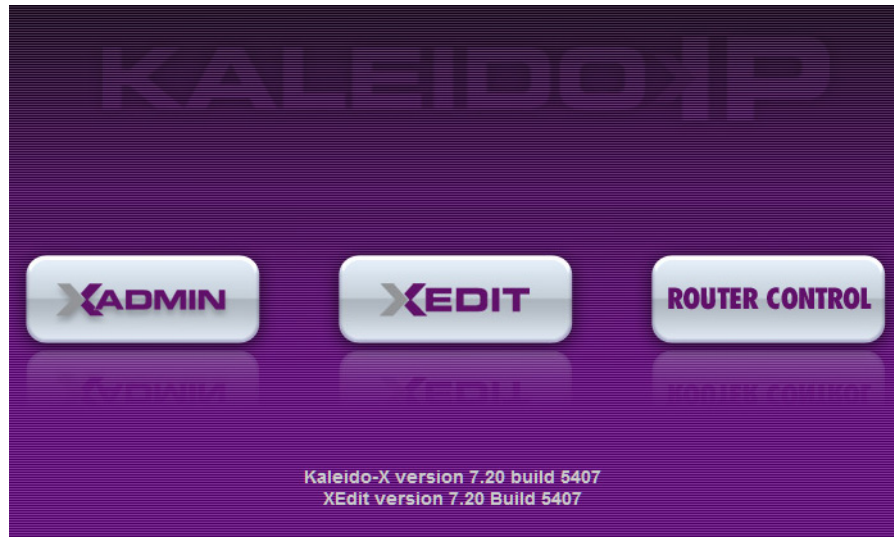 KALEIDO IP
XADMIN
XEDIT
ROUTER CONTROL
Kaleido-X version 7.20 build 5407
XEdit version 7.20 Build 5407